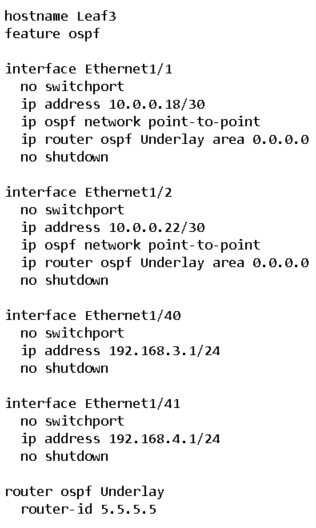 hostname Leaf3
feature ospf

interface Ethernet1/1
  no switchport
  ip address 10.0.0.18/30
  ip ospf network point-to-point
  ip router ospf Underlay area 0.0.0.0
  no shutdown

interface Ethernet1/2
  no switchport
  ip address 10.0.0.22/30
  ip ospf network point-to-point
  ip router ospf Underlay area 0.0.0.0
  no shutdown

interface Ethernet1/40
  no switchport
  ip address 192.168.3.1/24
  no shutdown

interface Ethernet1/41
  no switchport
  ip address 192.168.4.1/24
  no shutdown

router ospf Underlay
  router-id 5.5.5.5